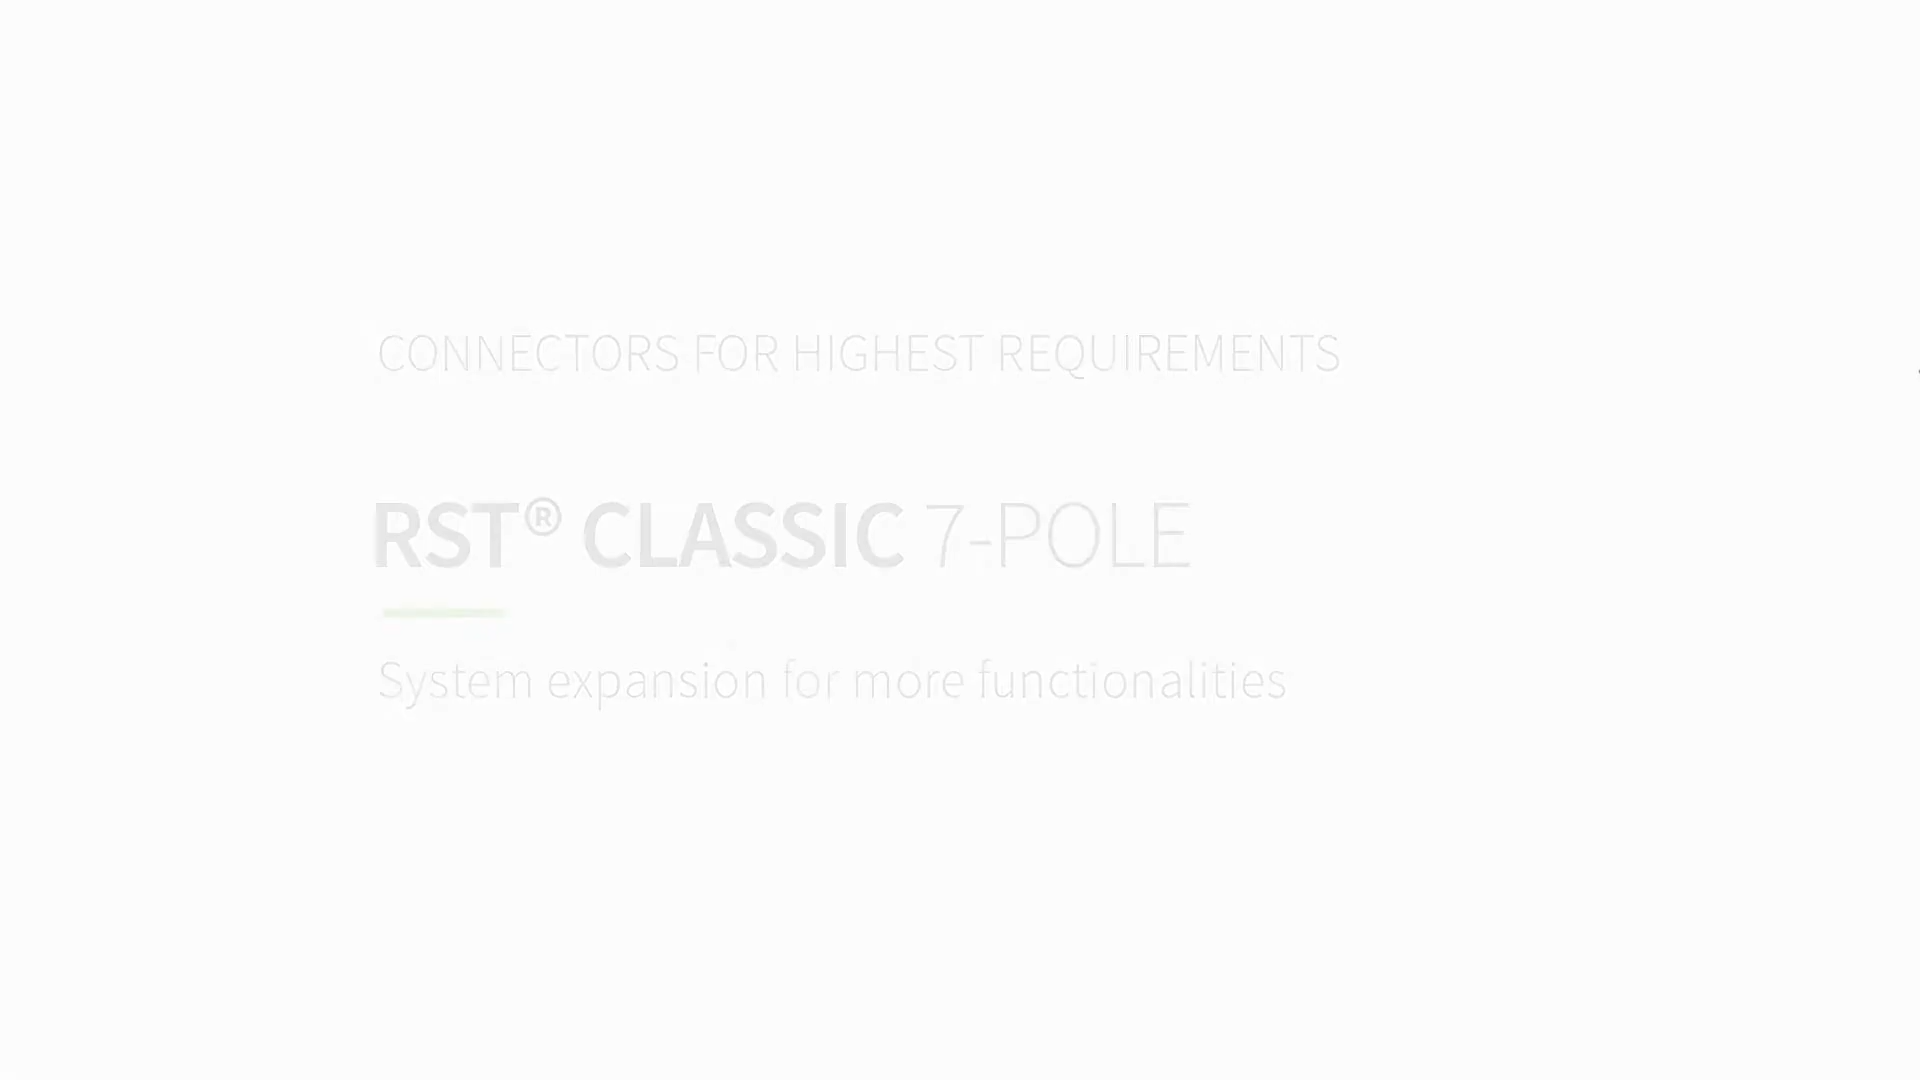 CONNECTORS FOR HIGHEST REQUIREMENTS
RST® CLASSIC 7-POLE
System expansion for more functionalities